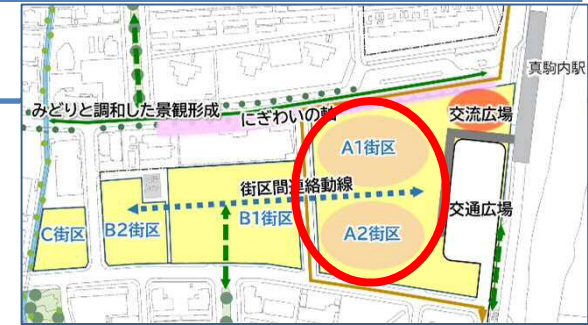 真駒内駅
みどりと調和した景観形成
にぎわいの軸
交流広場
A1街区
街区間連絡動線
交通広場
C街区
B2街区
B1街区
A2街区